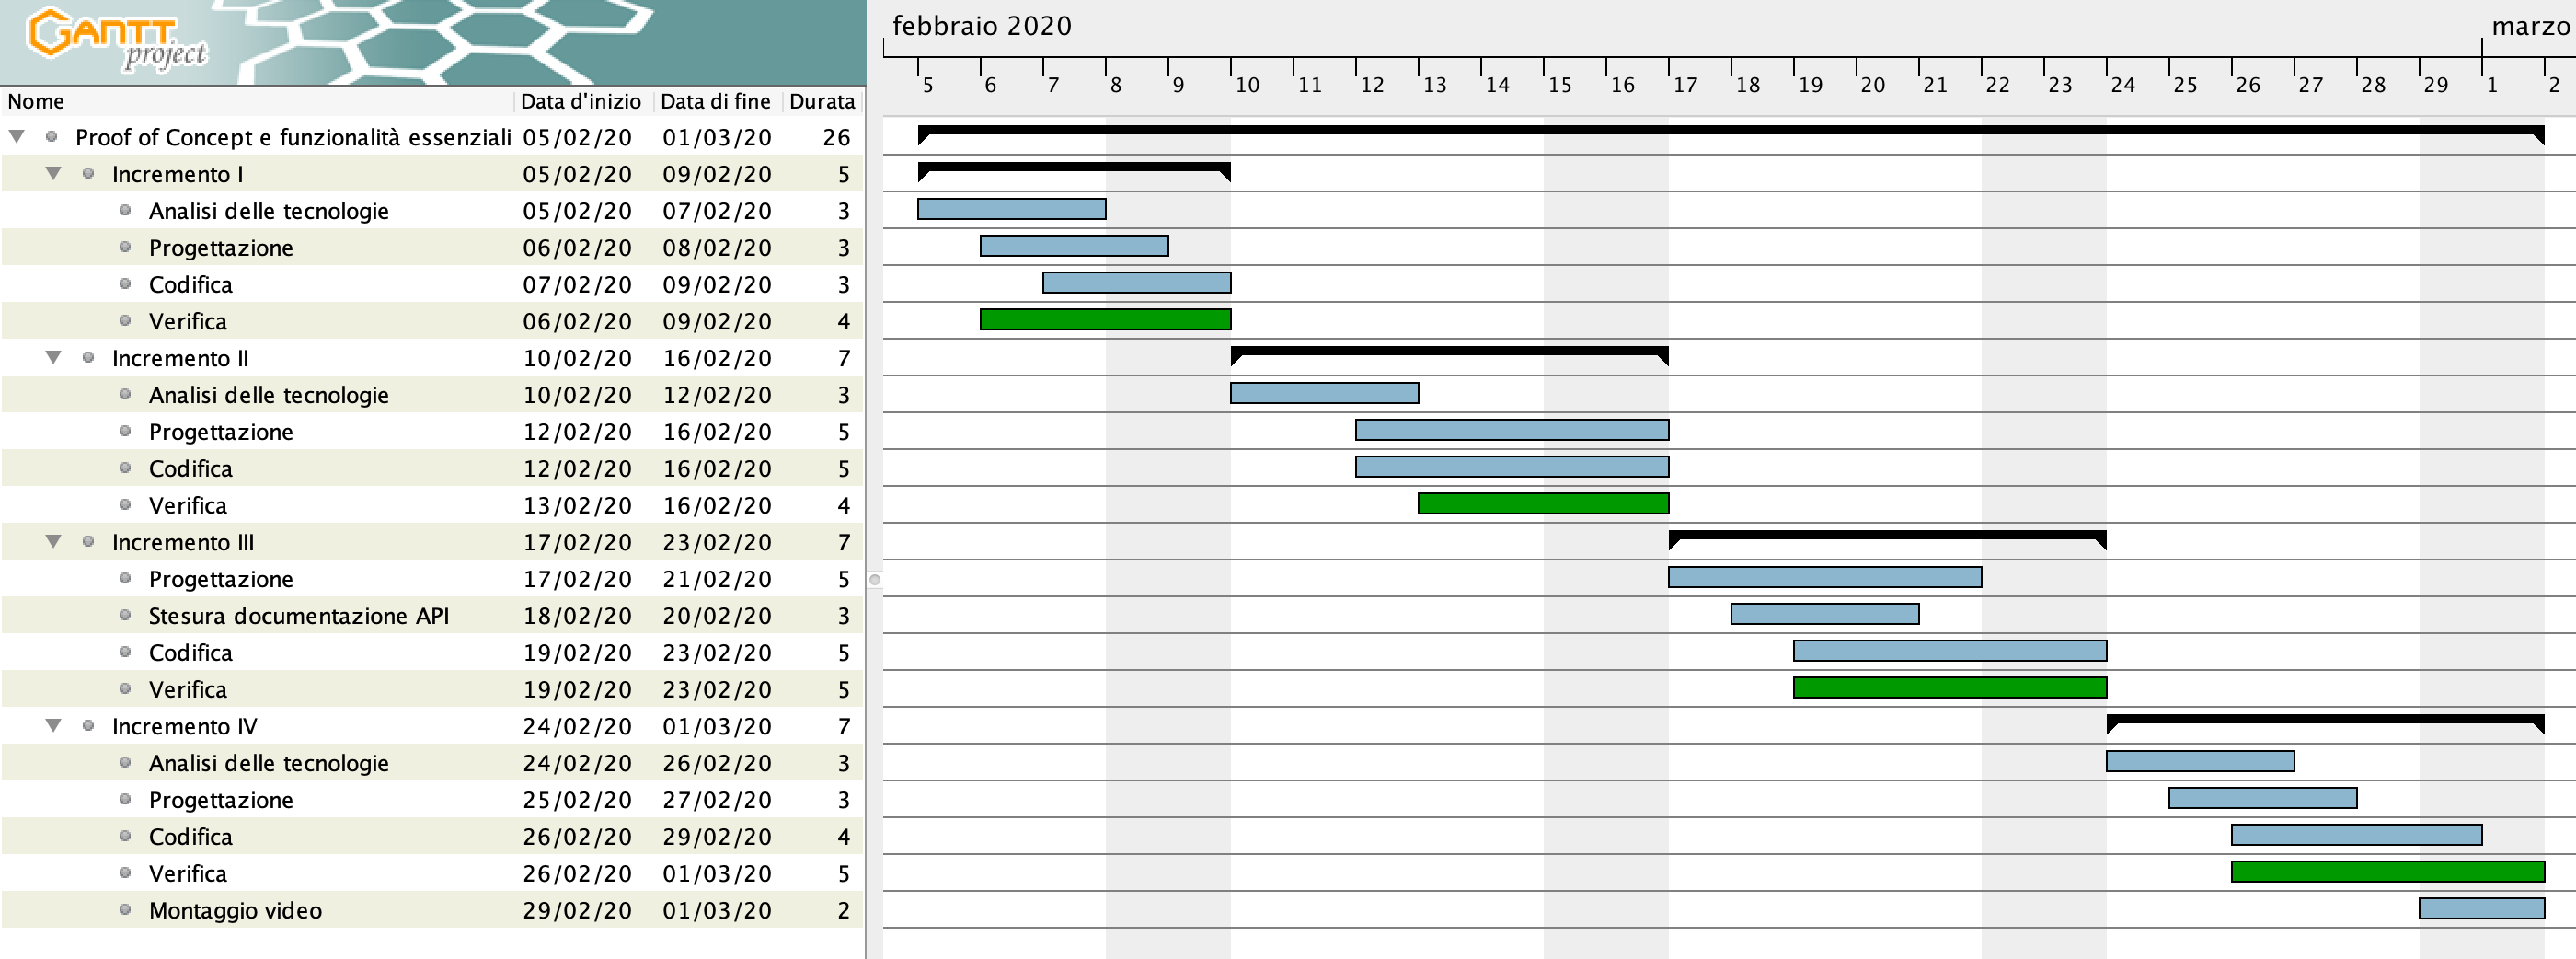 GANTT
project
febbraio 2020 marzo
5 6 7 8 9 10 11 12 13 14 15 16 17 18 19 20 21 22 23 24 25 26 27 28 29 1 2
Nome Data d'inizio Data di fine Durata
Proof of Concept e funzionalità essenziali 05/02/20 01/03/20 26
Incremento I 05/02/20 09/02/20 5
Analisi delle tecnologie 05/02/20 07/02/20 3
Progettazione 06/02/20 08/02/20 3
Codifica 07/02/20 09/02/20 3
Verifica 06/02/20 09/02/20 4
Incremento II 10/02/20 16/02/20 7
Analisi delle tecnologie 10/02/20 12/02/20 3
Progettazione 12/02/20 16/02/20 5
Codifica 12/02/20 16/02/20 5
Verifica 13/02/20 16/02/20 4
Incremento III 17/02/20 23/02/20 7
Progettazione 17/02/20 21/02/20 5
Stesura documentazione API 18/02/20 20/02/20 3
Codifica 19/02/20 23/02/20 5
Verifica 19/02/20 23/02/20 5
Incremento IV 24/02/20 01/03/20 7
Analisi delle tecnologie 24/02/20 26/02/20 3
Progettazione 25/02/20 27/02/20 3
Codifica 26/02/20 29/02/20 4
Verifica 26/02/20 01/03/20 5
Montaggio video 29/02/20 01/03/20 2